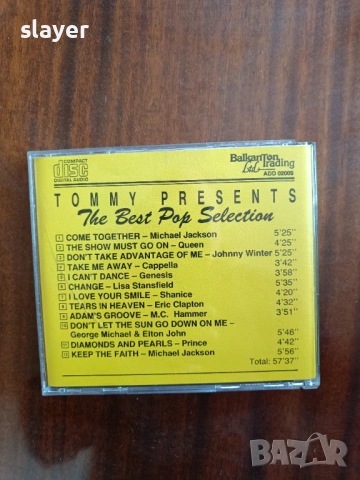 slayer
COMPACT
disc
DIGITAL AUDIO
BalkanTon Ltd. Trading
ADD 02009
TOMMY PRESENTS
The Best Pop Selection
1 COME TOGETHER – Michael Jackson 5'25"
2 THE SHOW MUST GO ON – Queen 4'25"
3 DON'T TAKE ADVANTAGE OF ME – Johnny Winter 5'25"
4 TAKE ME AWAY – Cappella 3'42"
5 I CAN'T DANCE – Genesis 3'58"
6 CHANGE – Lisa Stansfield 5'35"
7 I LOVE YOUR SMILE – Shanice 4'20"
8 TEARS IN HEAVEN – Eric Clapton 4'32"
9 ADAM'S GROOVE – M.C. Hammer 3'51"
10 DON'T LET THE SUN GO DOWN ON ME –
George Michael & Elton John 5'46"
11 DIAMONDS AND PEARLS – Prince 4'42"
12 KEEP THE FAITH – Michael Jackson 5'56"
Total: 57'37"
BAZAR